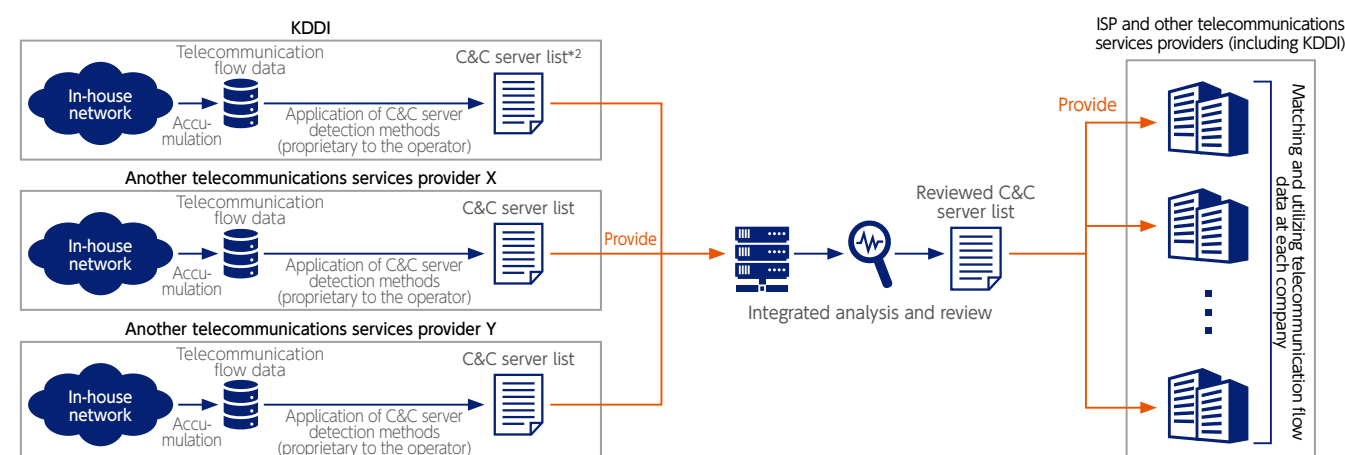 KDDI
Telecommunication
flow data
C&C server list*2
In-house
network
Accu-
mulation
Application of C&C server
detection methods
(proprietary to the operator)
Another telecommunications services provider X
Telecommunication
flow data
C&C server list
In-house
network
Accu-
mulation
Application of C&C server
detection methods
(proprietary to the operator)
Another telecommunications services provider Y
Telecommunication
flow data
C&C server list
In-house
network
Accu-
mulation
Application of C&C server
detection methods
(proprietary to the operator)
Provide
Integrated analysis and review
Reviewed C&C
server list
ISP and other telecommunications
services providers (including KDDI)
Provide
Matching and utilizing telecommunication flow
data at each company